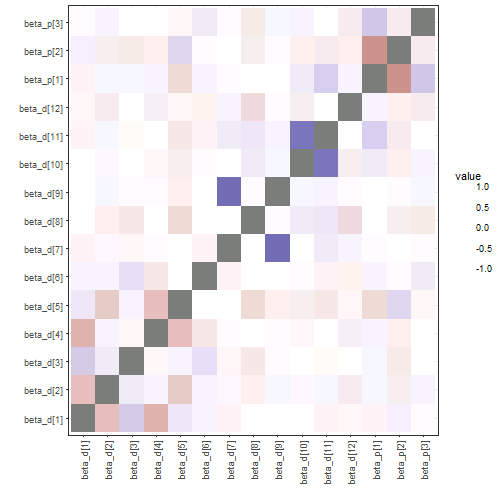 beta_p[3]
beta_p[2]
beta_p[1]
beta_d[12]
beta_d[11]
beta_d[10]
beta_d[9]
beta_d[8]
beta_d[7]
beta_d[6]
beta_d[5]
beta_d[4]
beta_d[3]
beta_d[2]
beta_d[1]
beta_d[1]
beta_d[2]
beta_d[3]
beta_d[4]
beta_d[5]
beta_d[6]
beta_d[7]
beta_d[8]
beta_d[9]
beta_d[10]
beta_d[11]
beta_d[12]
beta_p[1]
beta_p[2]
beta_p[3]
value
1.0
0.5
0.0
-0.5
-1.0